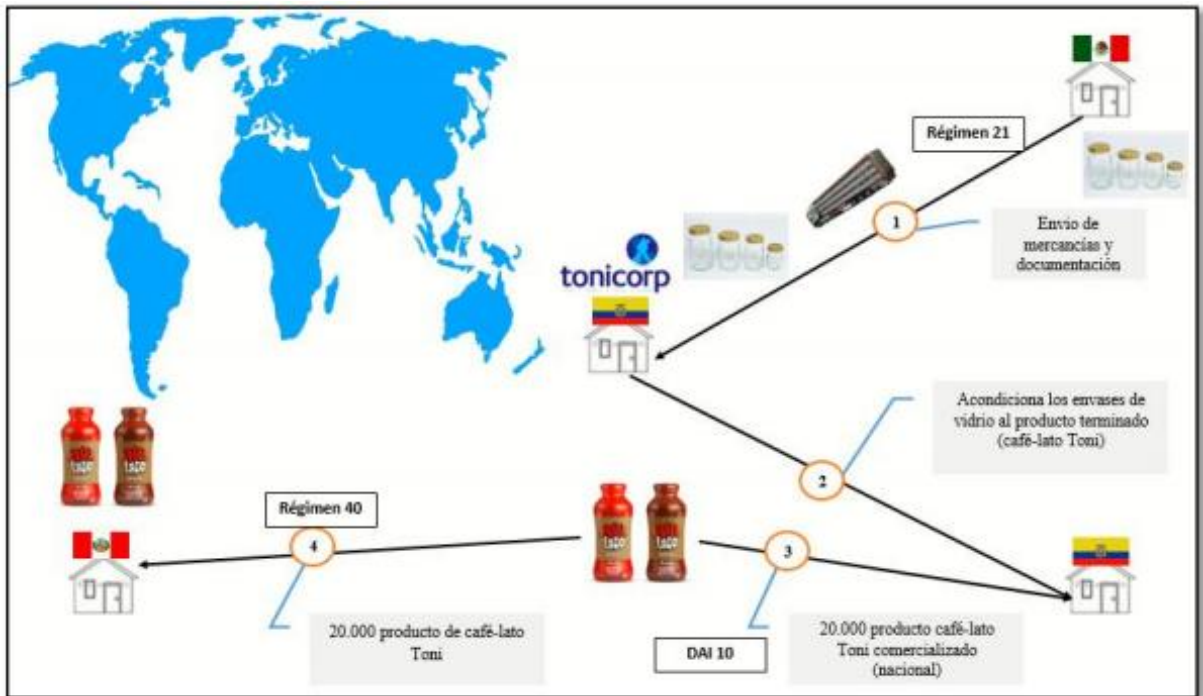 Régimen 21
1
Envio de
mercancías y
documentación
tonicorp
Acondiciona los envases de
vidrio al producto terminado
(café-lato Toni)
2
Régimen 40
4
3
20.000 producto de café-lato
Toni
DAI 10
20.000 producto café-lato
Toni comercializado
(nacional)